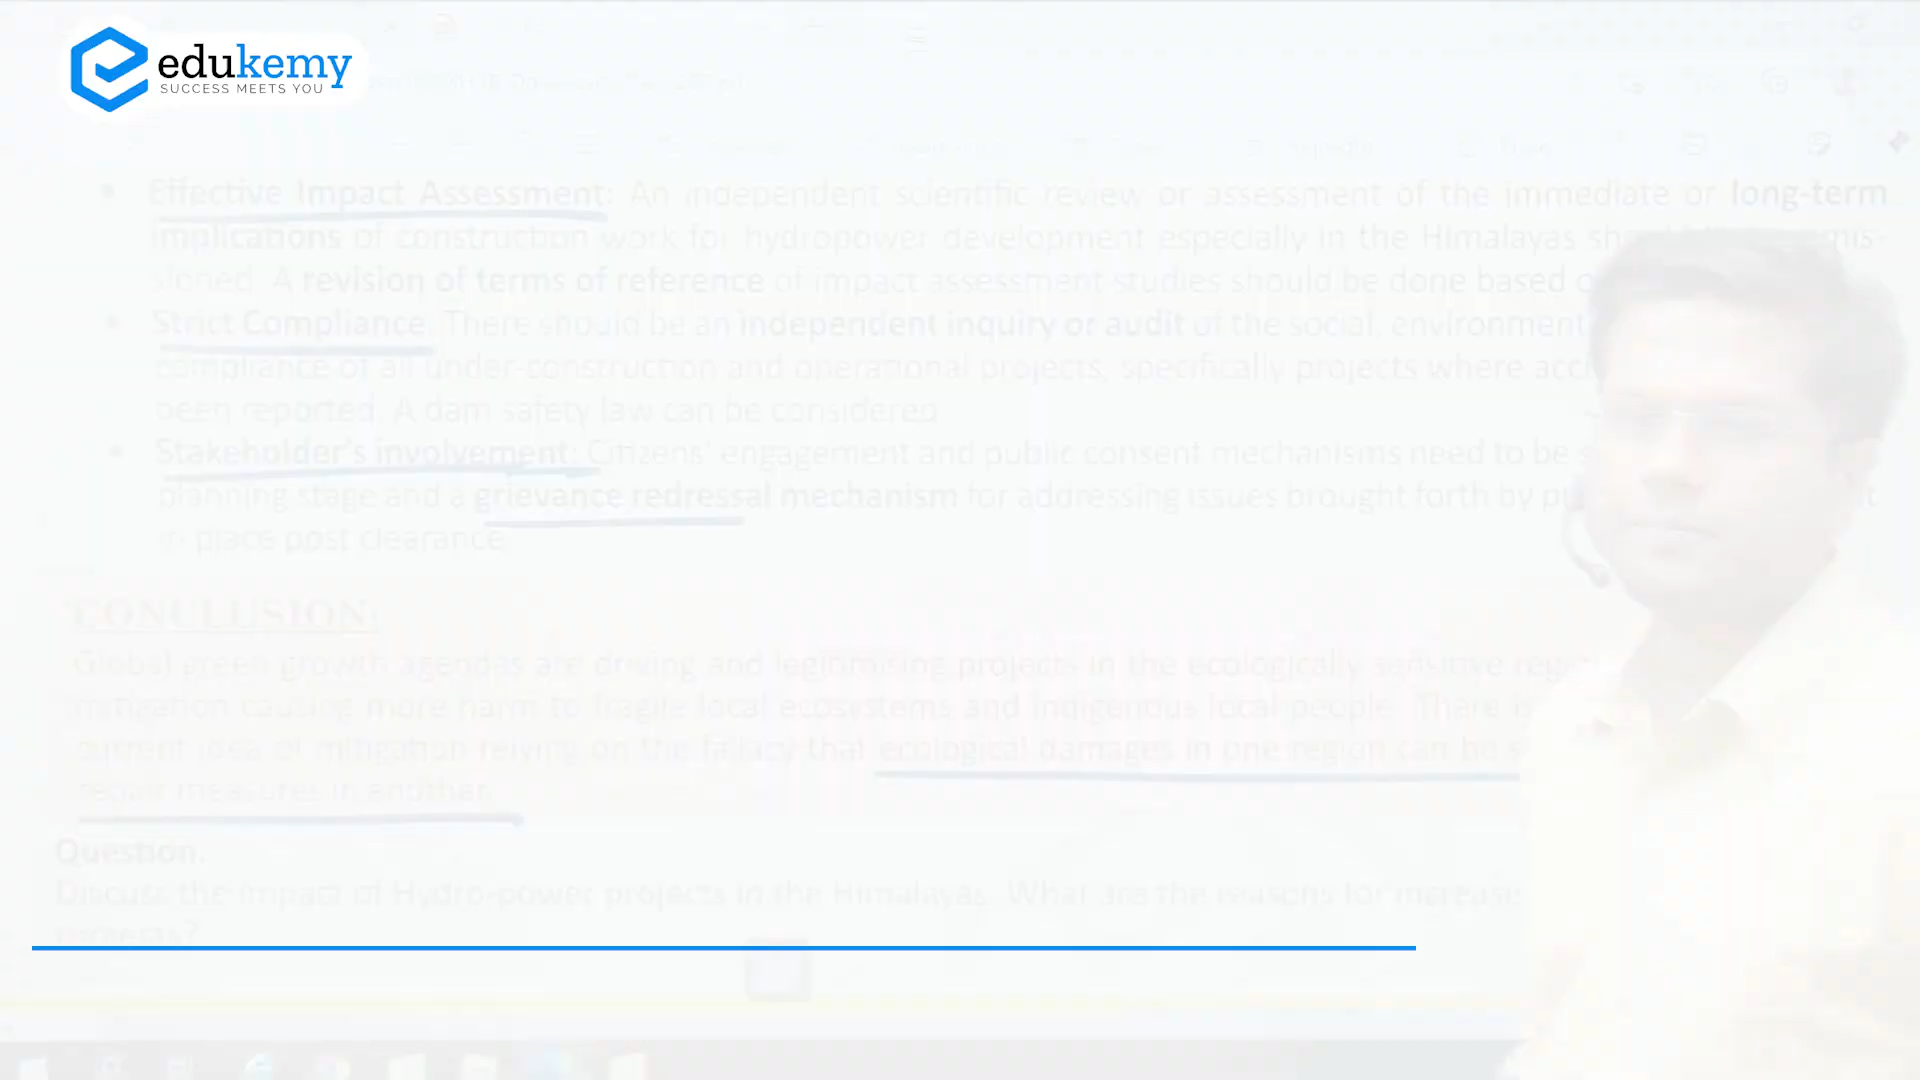 edukemy
SUCCESS MEETS YOU
• Effective Impact Assessment: An independent scientific review or assessment of the immediate or long-term
implications of construction work for hydropower development especially in the Himalayas mis-
sioned. A revision of terms of reference of impact assessment studies should be done based
• Strict Compliance: There should be an independent inquiry or audit of the social, environment
compliance of all under-construction and operational projects, specifically projects where
been reported. A dam safety law can be considered
• Stakeholder's involvement: Citizens' engagement and public consent mechanisms need to be
planning stage and a grievance redressal mechanism for addressing issues brought forth by
in place post clearance.
CONULUSION:
Global green growth agendas are driving and legitimising projects in the ecologically sensitive
mitigation causing more harm to fragile local ecosystems and indigenous local people. There
current idea of mitigation relying on the fallacy that ecological damages in one region can be
repair measures in another.
Question.
Discuss the impact of Hydro-power projects in the Himalayas. What are the reasons for increase